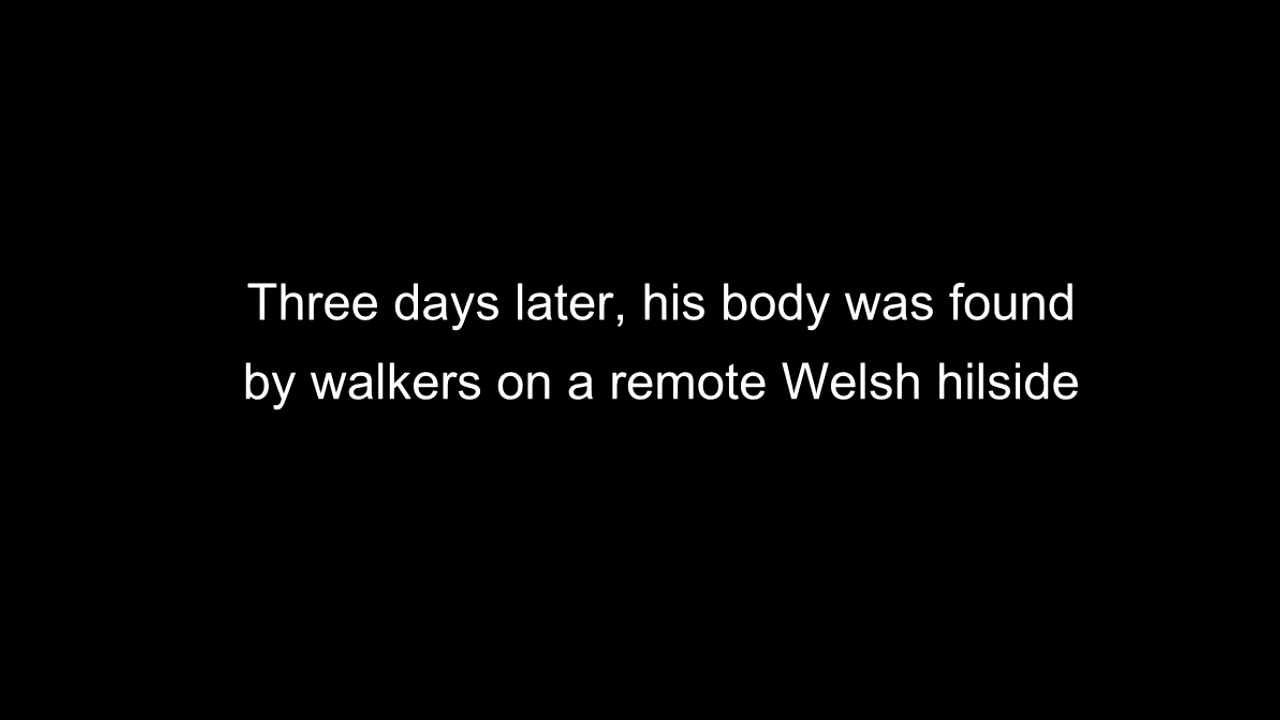 Three days later, his body was found
by walkers on a remote Welsh hilside